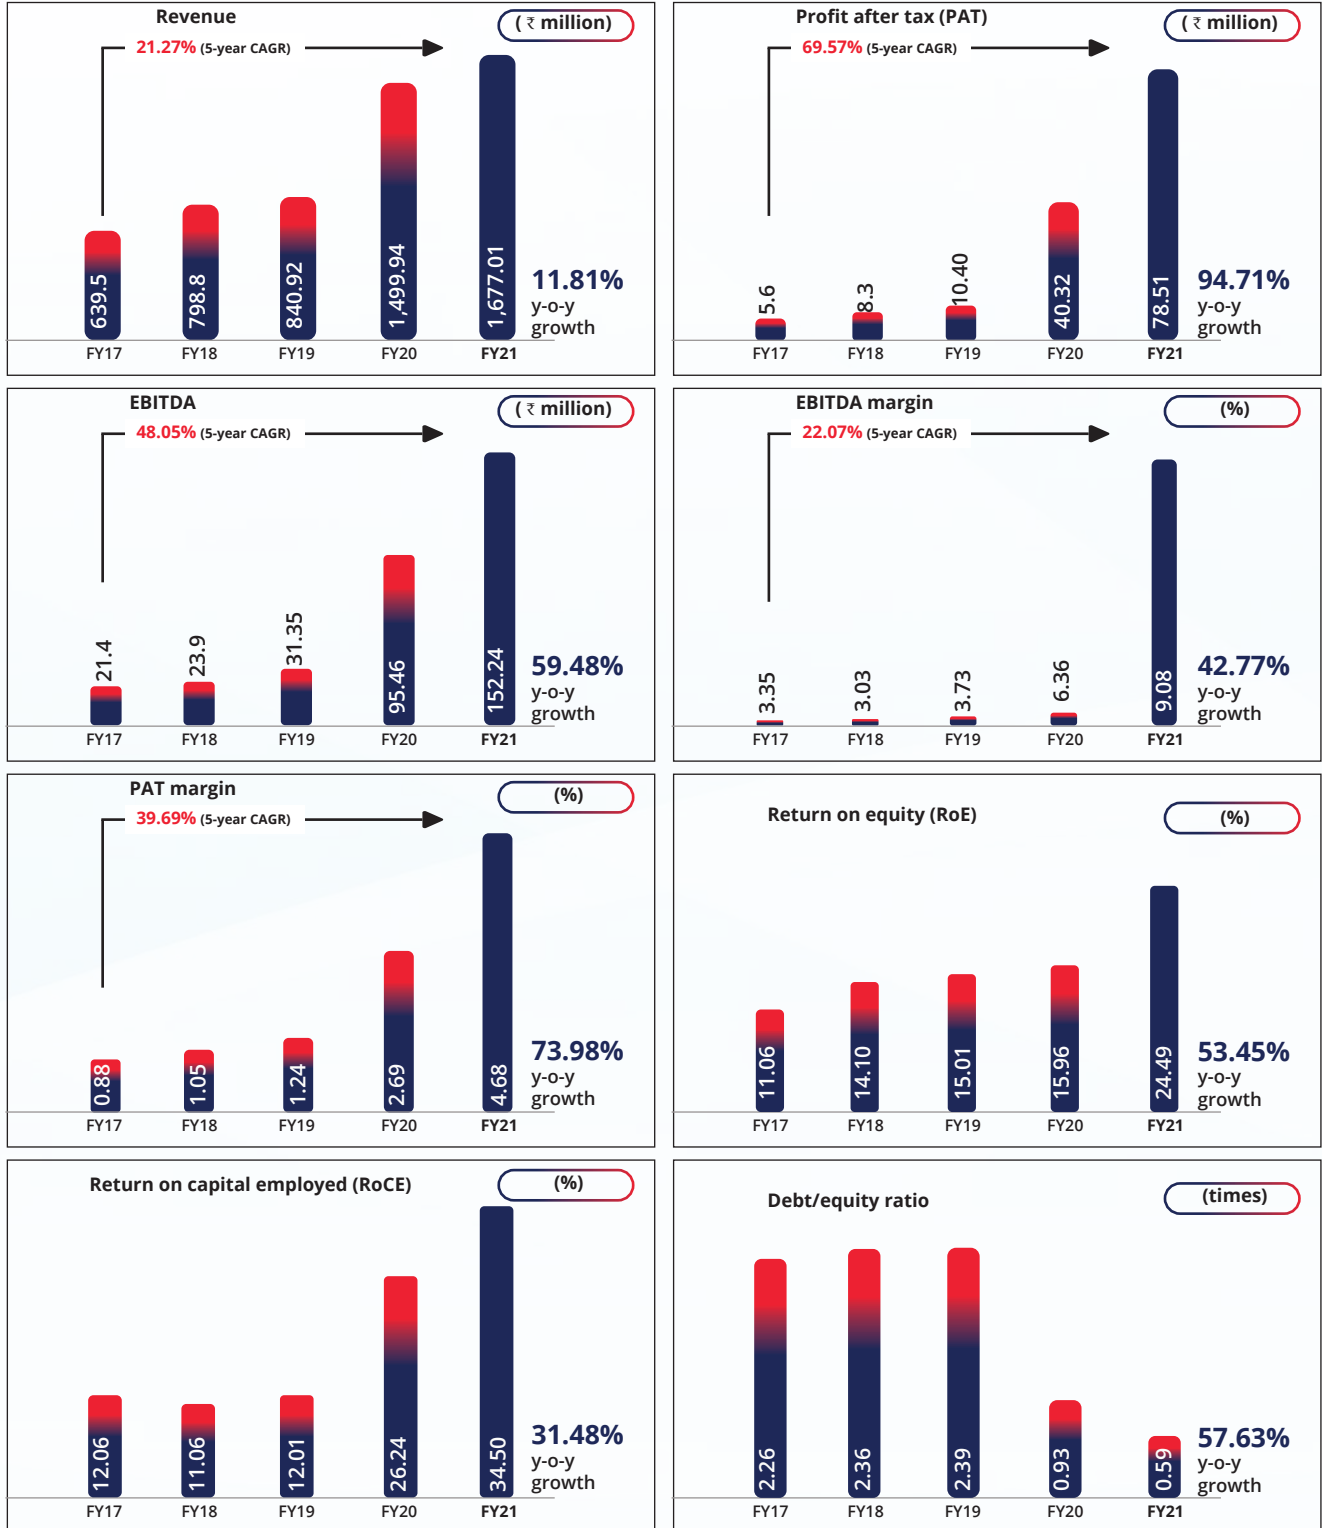 Revenue
( ₹ million)
21.27% (5-year CAGR)
639.5
798.8
840.92
1,499.94
1,677.01
11.81%
y-o-y
growth
FY17
FY18
FY19
FY20
FY21
Profit after tax (PAT)
( ₹ million)
69.57% (5-year CAGR)
5.6
8.3
10.40
40.32
78.51
94.71%
y-o-y
growth
FY17
FY18
FY19
FY20
FY21
EBITDA
( ₹ million)
48.05% (5-year CAGR)
21.4
23.9
31.35
95.46
152.24
59.48%
y-o-y
growth
FY17
FY18
FY19
FY20
FY21
EBITDA margin
(%)
22.07% (5-year CAGR)
3.35
3.03
3.73
6.36
9.08
42.77%
y-o-y
growth
FY17
FY18
FY19
FY20
FY21
PAT margin
(%)
39.69% (5-year CAGR)
0.88
1.05
1.24
2.69
4.68
73.98%
y-o-y
growth
FY17
FY18
FY19
FY20
FY21
Return on equity (RoE)
(%)
11.06
14.10
15.01
15.96
24.49
53.45%
y-o-y
growth
FY17
FY18
FY19
FY20
FY21
Return on capital employed (RoCE)
(%)
12.06
11.06
12.01
26.24
34.50
31.48%
y-o-y
growth
FY17
FY18
FY19
FY20
FY21
Debt/equity ratio
(times)
2.26
2.36
2.39
0.93
0.59
57.63%
y-o-y
growth
FY17
FY18
FY19
FY20
FY21